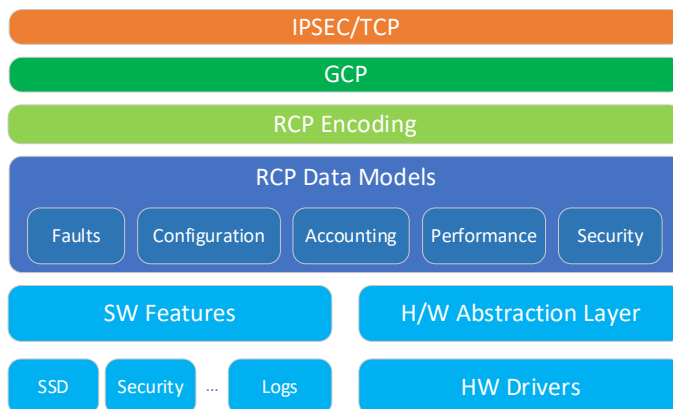 IPSEC/TCP
GCP
RCP Encoding
RCP Data Models
Faults Configuration Accounting Performance Security
SW Features H/W Abstraction Layer
SSD Security ... Logs HW Drivers